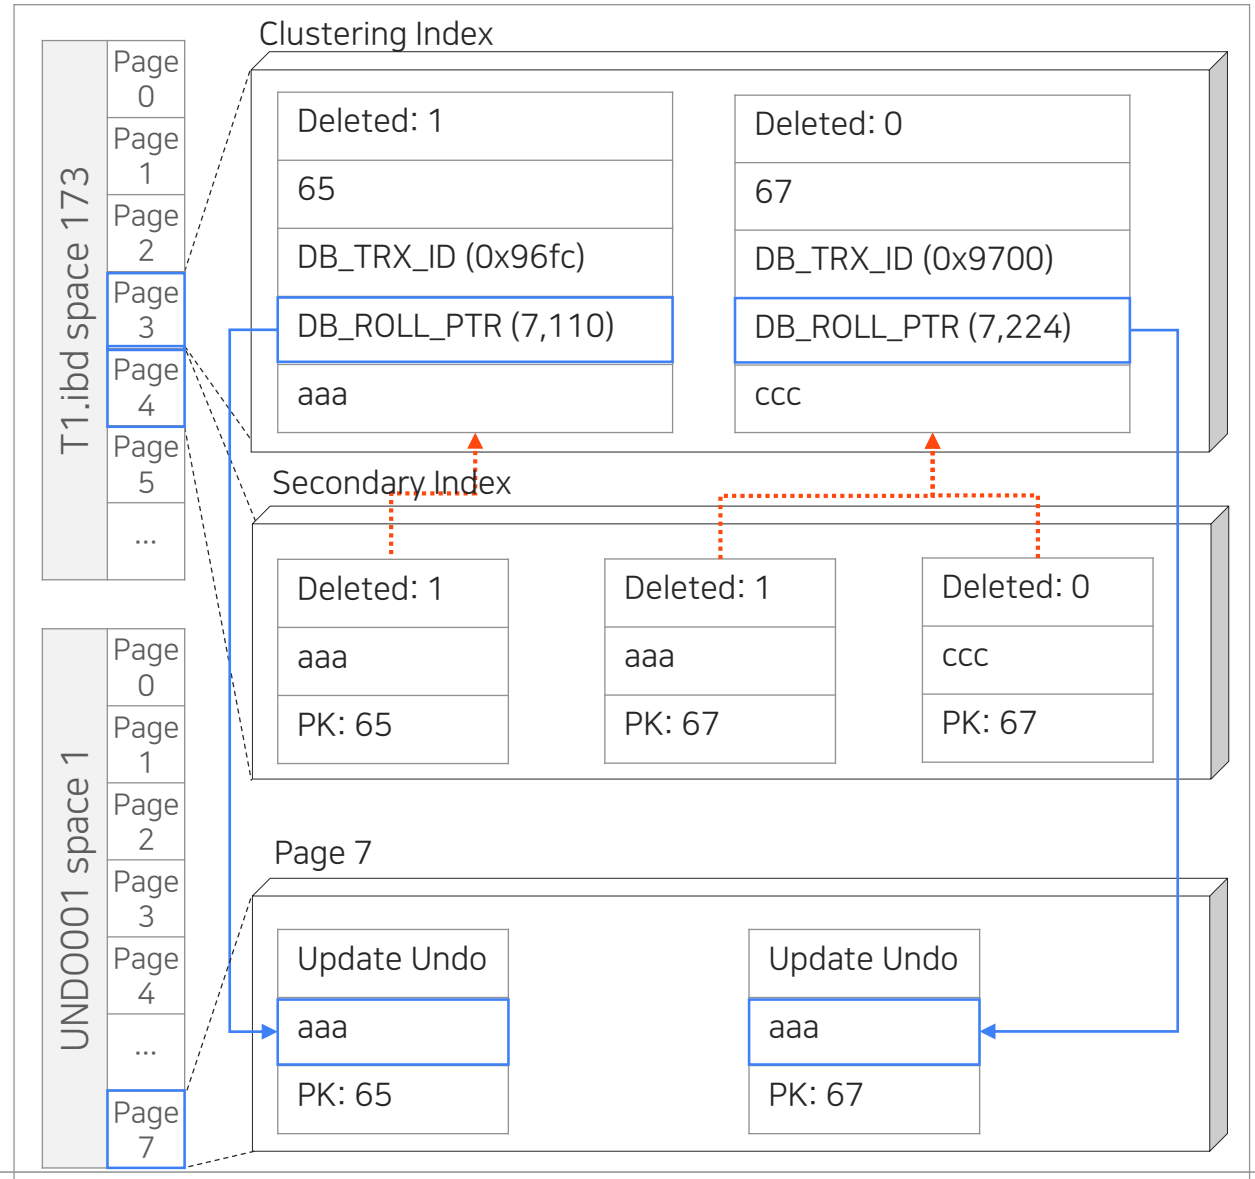 Clustering Index
T1.ibd space 173
Page
0
Page
1
Page
2
Page
3
Page
4
Page
5
...
Deleted: 1
65
DB_TRX_ID (0x96fc)
DB_ROLL_PTR (7,110)
aaa
Deleted: 0
67
DB_TRX_ID (0x9700)
DB_ROLL_PTR (7,224)
ccc
Secondary Index
Deleted: 1
aaa
PK: 65
Deleted: 1
aaa
PK: 67
Deleted: 0
ccc
PK: 67
UNDO001 space 1
Page
0
Page
1
Page
2
Page
3
Page
4
...
Page
7
Page 7
Update Undo
aaa
PK: 65
Update Undo
aaa
PK: 67